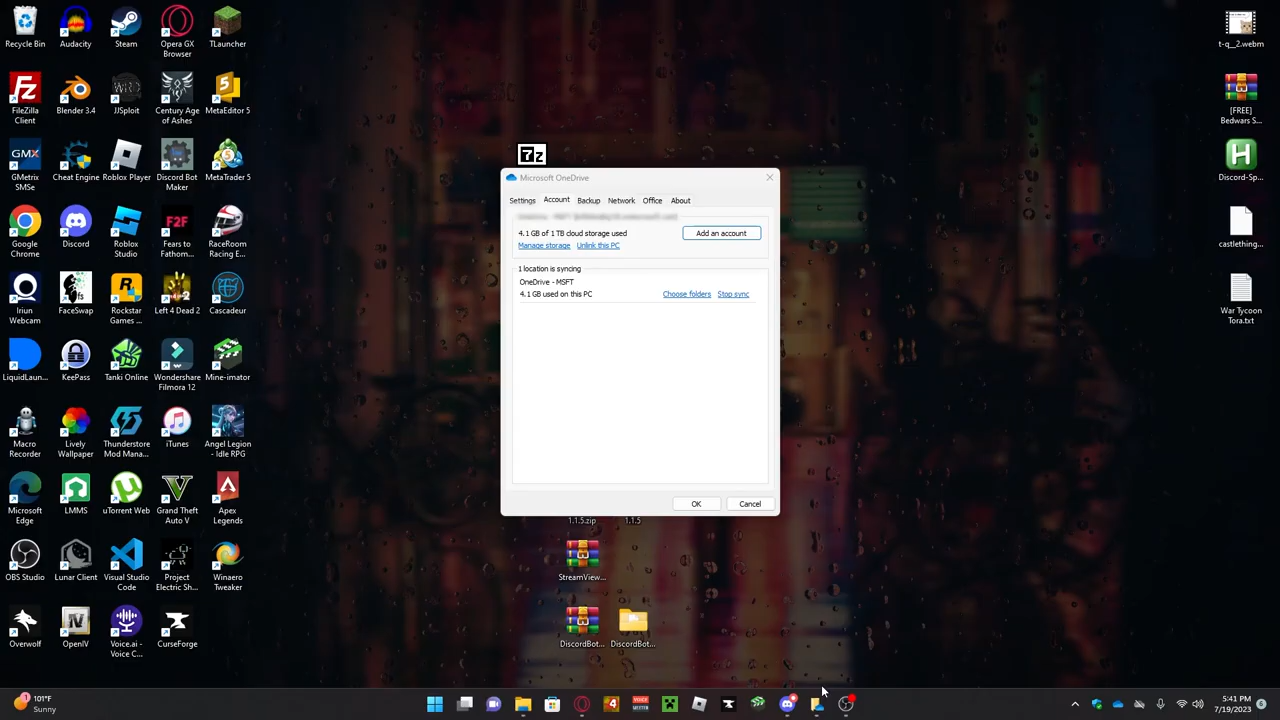 Recycle Bin
Audacity
Steam
Opera GX
Browser
TLauncher
FileZilla
Client
Blender 3.4
JJSploit
Century Age
of Ashes
MetaEditor 5
GMetrix
SMSe
Cheat Engine
Roblox Player
Discord Bot
Maker
MetaTrader 5
Google
Chrome
Discord
Roblox
Studio
Fears to
Fathom...
RaceRoom
Racing E...
Iriun
Webcam
FaceSwap
Rockstar
Games ...
Left 4 Dead 2
Cascadeur
LiquidLaun...
KeePass
Tanki Online
Wondershare
Filmora 12
Mine-imator
Macro
Recorder
Lively
Wallpaper
Thunderstore
Mod Mana...
iTunes
Angel Legion
- Idle RPG
Microsoft
Edge
LMMS
uTorrent Web
Grand Theft
Auto V
Apex
Legends
OBS Studio
Lunar Client
Visual Studio
Code
Project
Electric Sh...
Winaero
Tweaker
Overwolf
OpenIV
Voice.ai -
Voice C...
CurseForge
7z
Microsoft OneDrive
Settings
Account
Backup
Network
Office
About
4.1 GB of 1 TB cloud storage used
Add an account
Manage storage
Unlink this PC
1 location is syncing
OneDrive - MSFT
4.1 GB used on this PC
Choose folders
Stop sync
OK
Cancel
1.1.5.zip
1.1.5
StreamView...
DiscordBot...
DiscordBot...
t-q__2.webm
[FREE]
Bedwars S...
Discord-Sp...
castlething...
War Tycoon
Tora.txt
101°F
Sunny
5:41 PM
7/19/2023